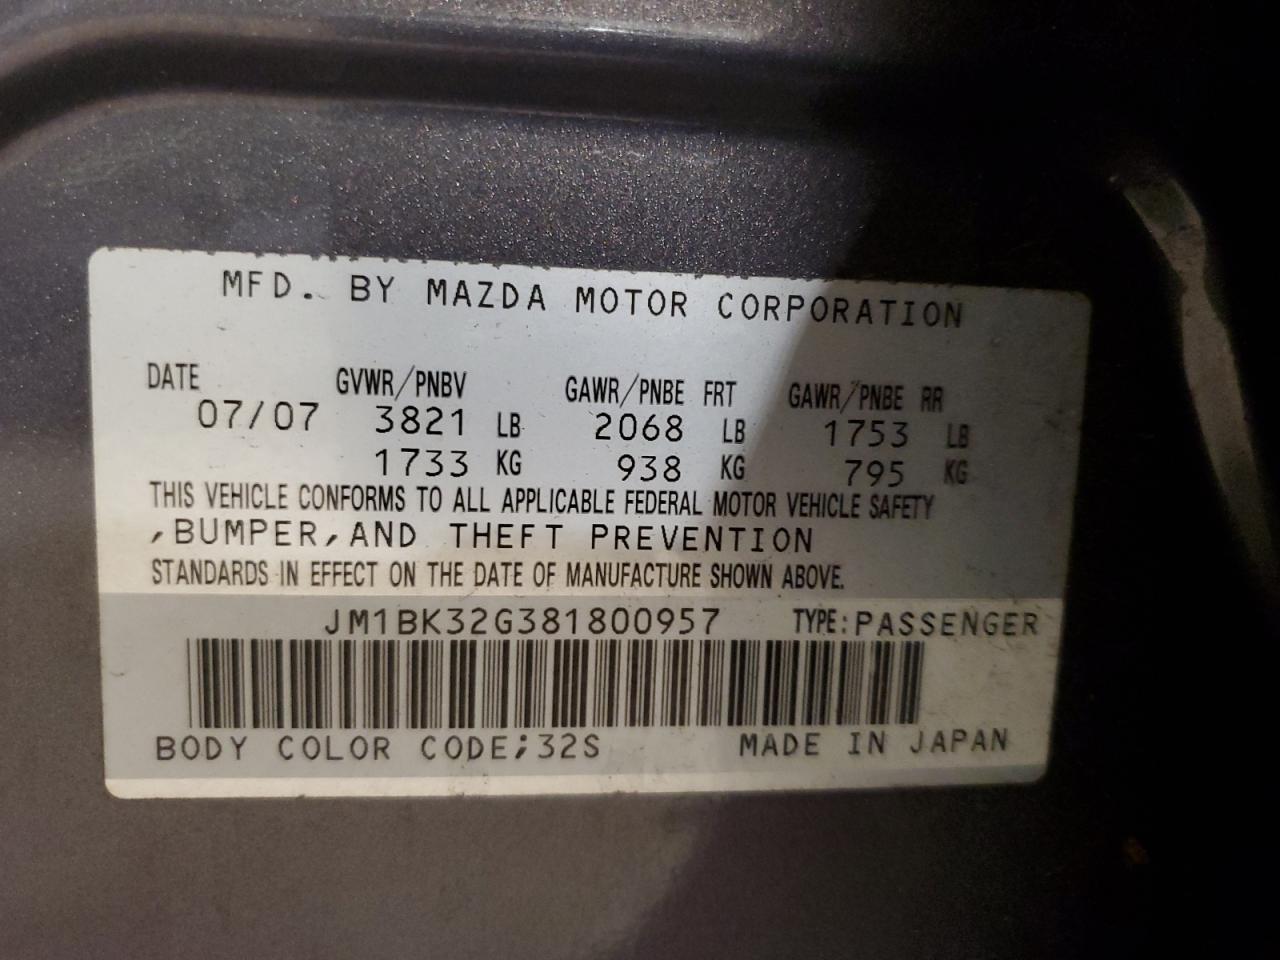 MFD. BY MAZDA MOTOR CORPORATION
DATE GVWR/PNBV GAWR/PNBE FRT GAWR/PNBE RR
07/07 3821 LB 2068 LB 1753 LB
1733 KG 938 KG 795 KG
THIS VEHICLE CONFORMS TO ALL APPLICABLE FEDERAL MOTOR VEHICLE SAFETY
,BUMPER,AND THEFT PREVENTION
STANDARDS IN EFFECT ON THE DATE OF MANUFACTURE SHOWN ABOVE.
JM1BK32G381800957 TYPE:PASSENGER
BODY COLOR CODE;32S MADE IN JAPAN